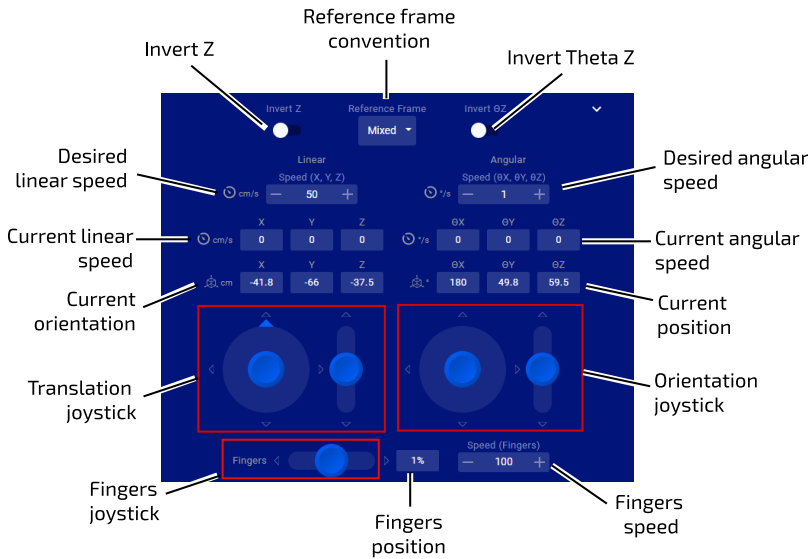 Reference frame
convention
Invert Z
Invert Theta Z
Invert Z
Reference Frame
Invert ΘZ
Mixed
Desired
linear speed
Linear
Speed (X, Y, Z)
cm/s
50
Angular
Speed (ΘX, ΘY, ΘZ)
°/s
1
Desired angular
speed
Current linear
speed
X Y Z
cm/s 0 0 0
ΘX ΘY ΘZ
°/s 0 0 0
Current angular
speed
Current
orientation
X Y Z
cm -41.8 -66 -37.5
ΘX ΘY ΘZ
° 180 49.8 59.5
Current
position
Translation
joystick
Orientation
joystick
Fingers
1%
Speed (Fingers)
100
Fingers
joystick
Fingers
position
Fingers
speed